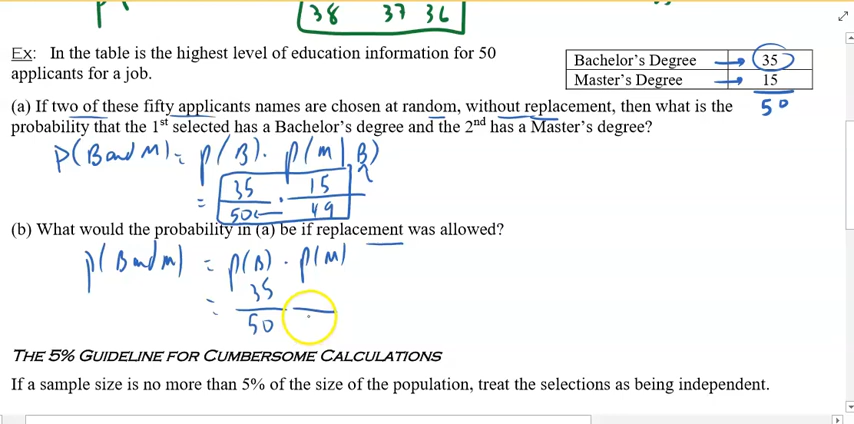 38 37 36
Ex: In the table is the highest level of education information for 50
applicants for a job.
Bachelor's Degree → 35
Master's Degree → 15
50
(a) If two of these fifty applicants names are chosen at random, without replacement, then what is the
probability that the 1st selected has a Bachelor's degree and the 2nd has a Master's degree?
P(B and M) = P(B) · P(M | B)
= 35/50 · 15/49
(b) What would the probability in (a) be if replacement was allowed?
P(B and M) = P(B) · P(M)
= 35/50
THE 5% GUIDELINE FOR CUMBERSOME CALCULATIONS
If a sample size is no more than 5% of the size of the population, treat the selections as being independent.